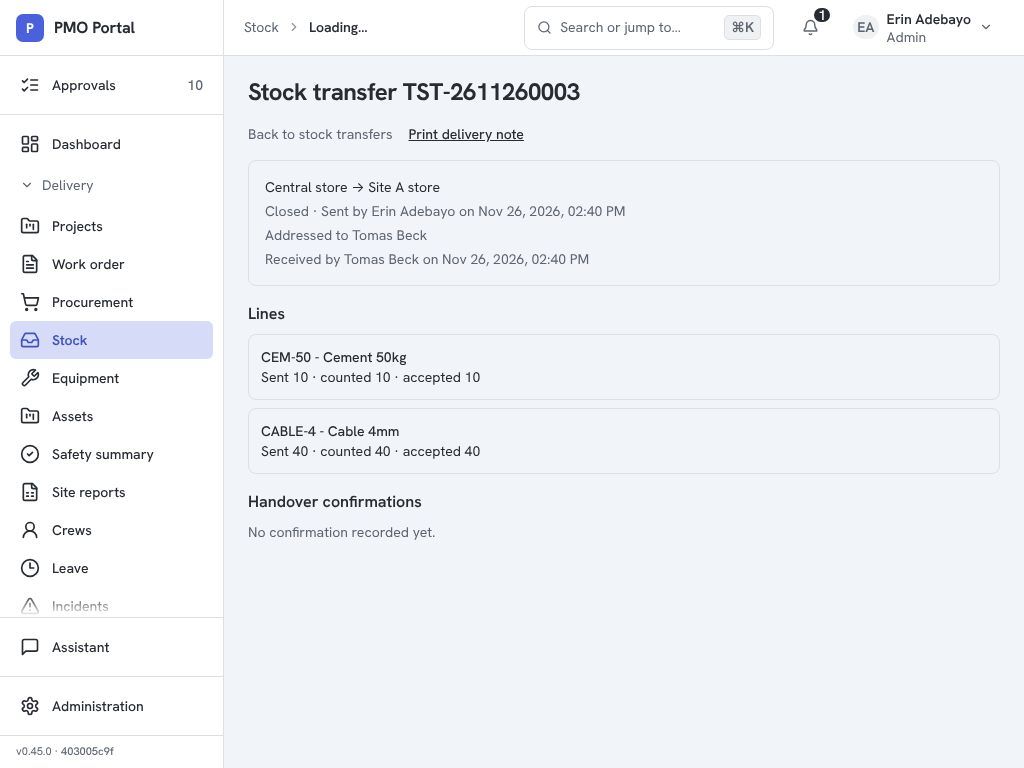 P
PMO Portal
Stock
Loading...
Search or jump to...
⌘K
1
EA
Erin Adebayo
Admin
Approvals
10
Dashboard
Delivery
Projects
Work order
Procurement
Stock
Equipment
Assets
Safety summary
Site reports
Crews
Leave
Incidents
Assistant
Administration
v0.45.0 · 403005c9f
Stock transfer TST-2611260003
Back to stock transfers
Print delivery note
Central store → Site A store
Closed · Sent by Erin Adebayo on Nov 26, 2026, 02:40 PM
Addressed to Tomas Beck
Received by Tomas Beck on Nov 26, 2026, 02:40 PM
Lines
CEM-50 - Cement 50kg
Sent 10 · counted 10 · accepted 10
CABLE-4 - Cable 4mm
Sent 40 · counted 40 · accepted 40
Handover confirmations
No confirmation recorded yet.